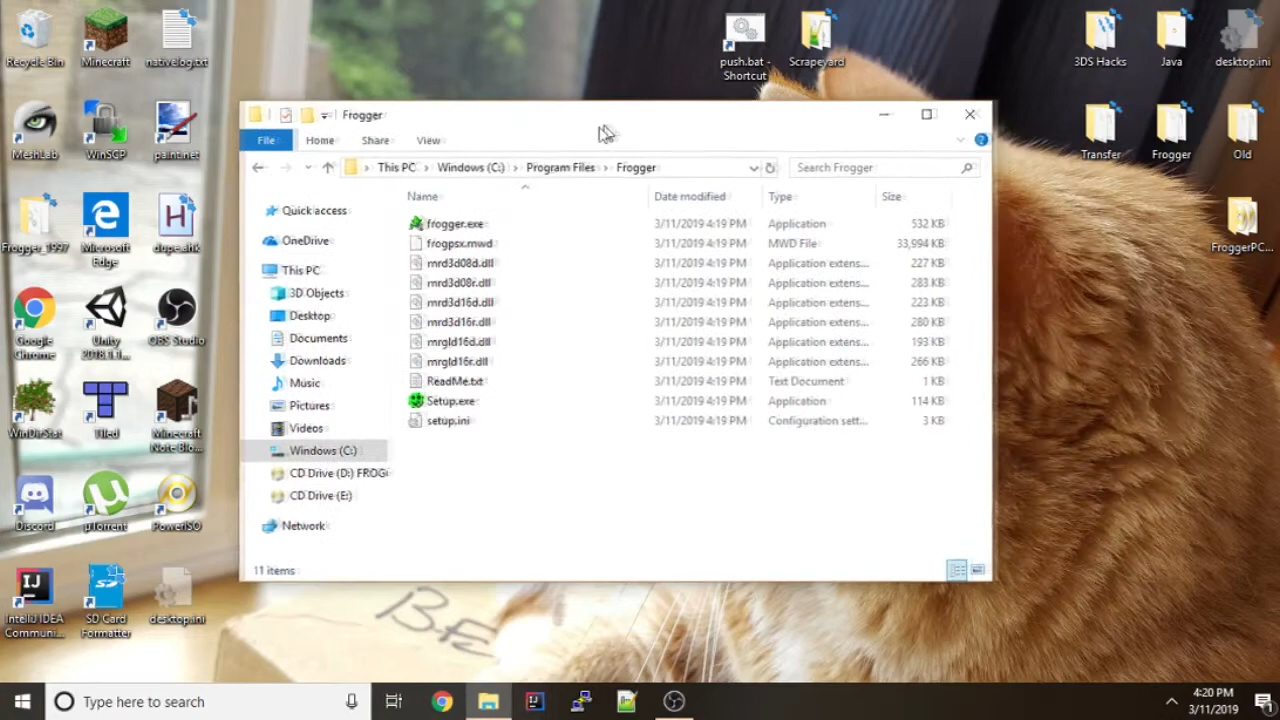 Recycle Bin
Minecraft
nativelog.txt
push.bat -
Shortcut
Scrapeyard
3DS Hacks
Java
desktop.ini
MeshLab
WinSCP
paint.net
Transfer
Frogger
Old
Frogger_1997
Microsoft
Edge
dupe.ahk
FroggerPC...
Google
Chrome
Unity
2018.1.1...
OBS Studio
WinDirStat
Tiled
Minecraft
Note Blo...
Discord
µTorrent
PowerISO
IntelliJ IDEA
Communi...
SD Card
Formatter
desktop.ini
Frogger
File
Home
Share
View
This PC
Windows (C:)
Program Files
Frogger
Search Frogger
Name
Date modified
Type
Size
Quick access
OneDrive
This PC
3D Objects
Desktop
Documents
Downloads
Music
Pictures
Videos
Windows (C:)
CD Drive (D:) FROG
CD Drive (E:)
Network
frogger.exe 3/11/2019 4:19 PM Application 532 KB
frogpsx.mwd 3/11/2019 4:19 PM MWD File 33,994 KB
mrd3d08d.dll 3/11/2019 4:19 PM Application extens... 227 KB
mrd3d08r.dll 3/11/2019 4:19 PM Application extens... 283 KB
mrd3d16d.dll 3/11/2019 4:19 PM Application extens... 223 KB
mrd3d16r.dll 3/11/2019 4:19 PM Application extens... 280 KB
mrgld16d.dll 3/11/2019 4:19 PM Application extens... 193 KB
mrgld16r.dll 3/11/2019 4:19 PM Application extens... 266 KB
ReadMe.txt 3/11/2019 4:19 PM Text Document 1 KB
Setup.exe 3/11/2019 4:19 PM Application 114 KB
setup.ini 3/11/2019 4:19 PM Configuration sett... 3 KB
11 items
BE
Type here to search
4:20 PM
3/11/2019
1